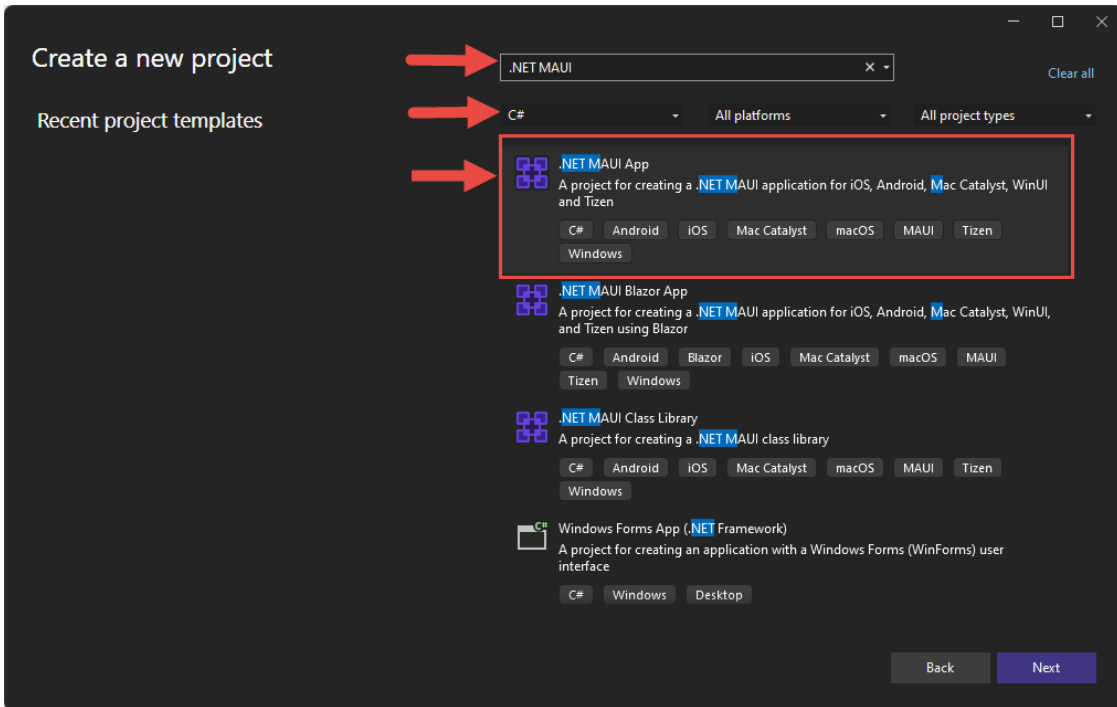 Create a new project
.NET MAUI
Clear all
Recent project templates
C#
All platforms
All project types
.NET MAUI App
A project for creating a .NET MAUI application for iOS, Android, Mac Catalyst, WinUI
and Tizen
C# Android iOS Mac Catalyst macOS MAUI Tizen
Windows
.NET MAUI Blazor App
A project for creating a .NET MAUI application for iOS, Android, Mac Catalyst, WinUI,
and Tizen using Blazor
C# Android Blazor iOS Mac Catalyst macOS MAUI
Tizen Windows
.NET MAUI Class Library
A project for creating a .NET MAUI class library
C# Android iOS Mac Catalyst macOS MAUI Tizen
Windows
C#
Windows Forms App (.NET Framework)
A project for creating an application with a Windows Forms (WinForms) user
interface
C# Windows Desktop
Back
Next